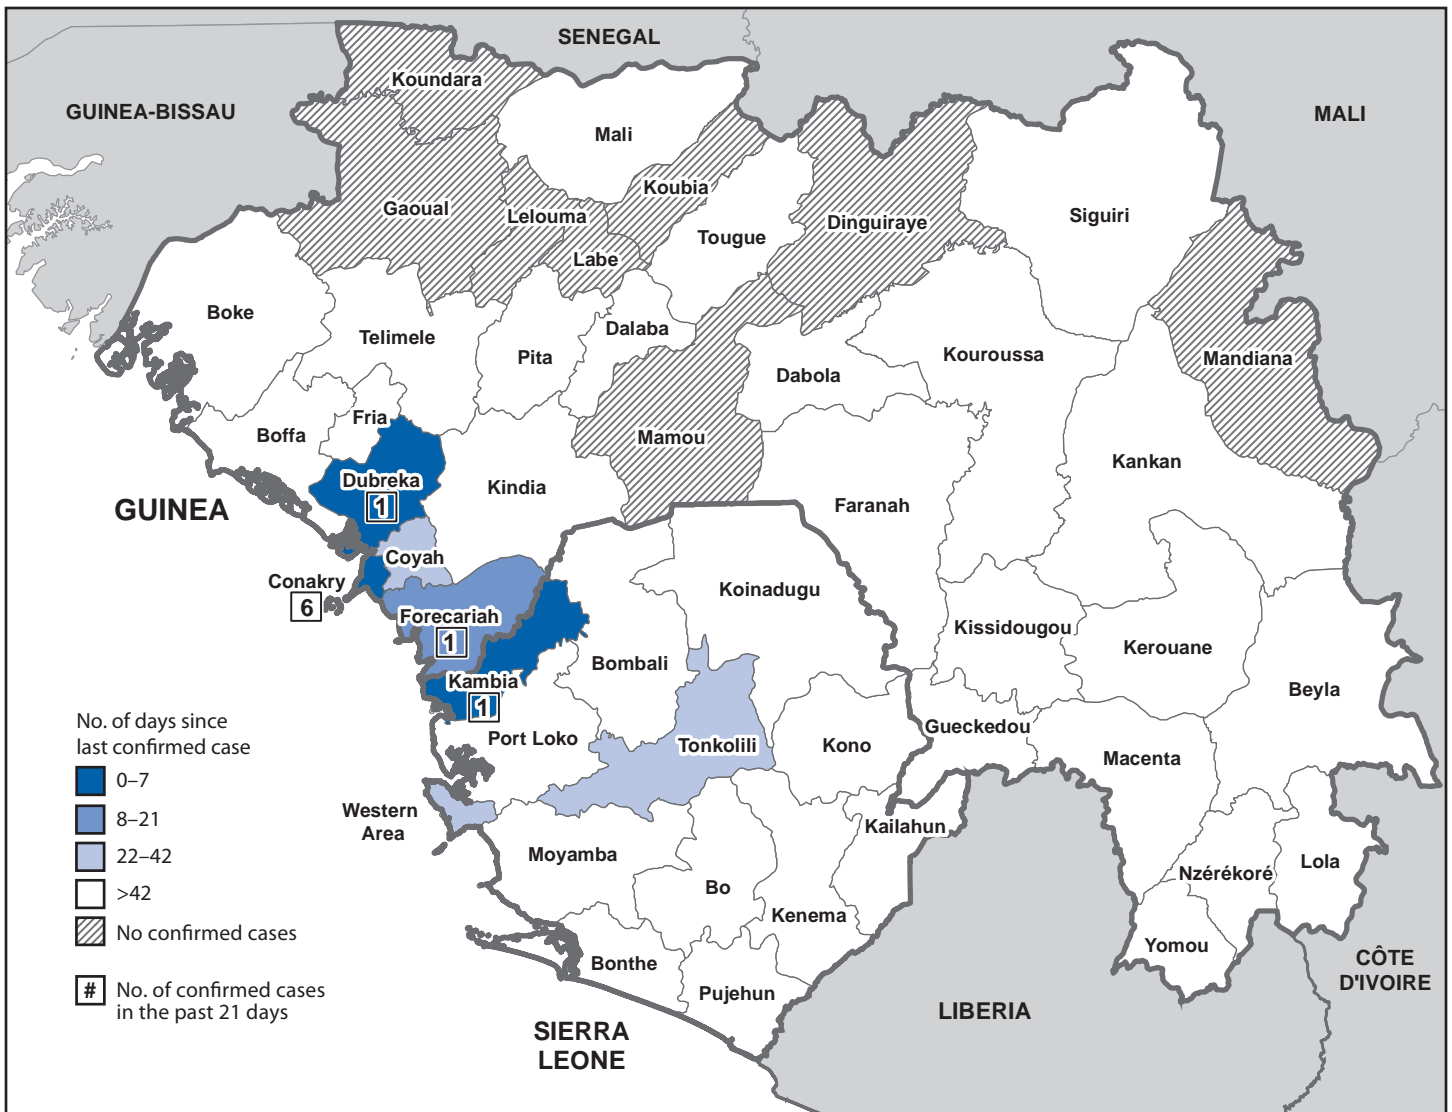 SENEGAL
Koundara
GUINEA-BISSAU
MALI
Mali
Koubia
Gaoual
Lelouma
Siguiri
Dinguiraye
Tougue
Labe
Boke
Dalaba
Telimele
Kouroussa
Pita
Mandiana
Dabola
Fria
Boffa
Mamou
Kankan
Dubreka
1
Kindia
GUINEA
Faranah
Coyah
Conakry
6
Koinadugu
Forecariah
1
Kissidougou
Kerouane
Bombali
Kambia
1
Beyla
No. of days since
last confirmed case
0–7
8–21
22–42
>42
No confirmed cases
# No. of confirmed cases
in the past 21 days
Gueckedou
Port Loko
Tonkolili
Kono
Macenta
Western
Area
Kailahun
Moyamba
Lola
Nzérékoré
Bo
Kenema
Yomou
Bonthe
CÔTE
D'IVOIRE
Pujehun
LIBERIA
SIERRA
LEONE